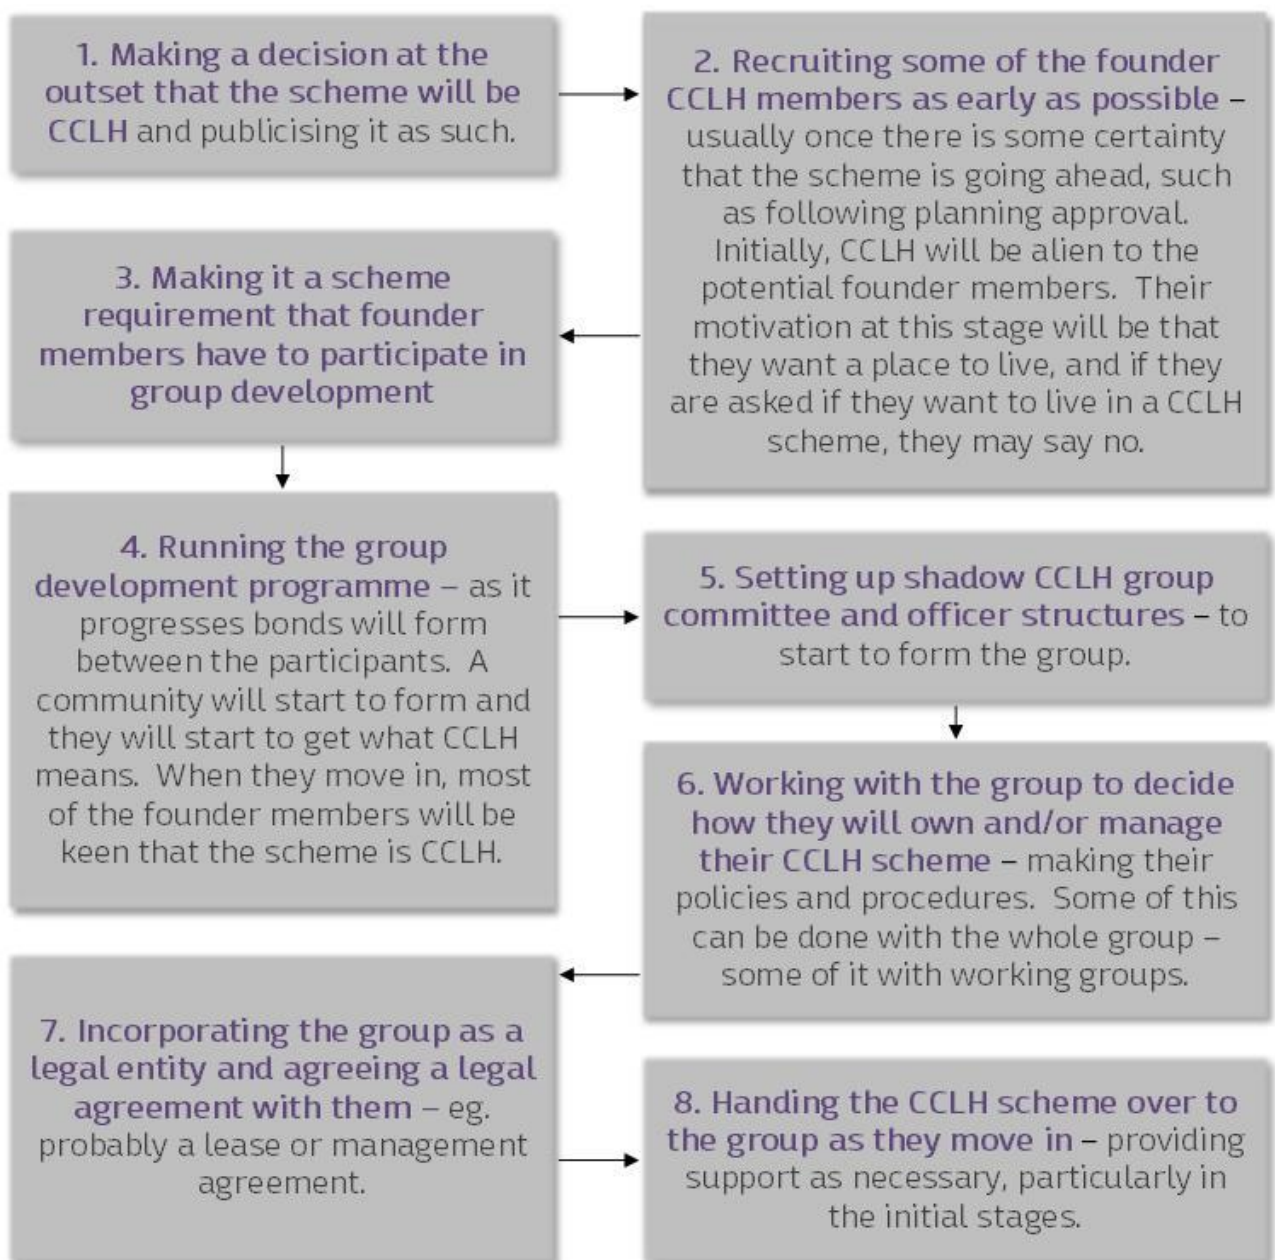 1. Making a decision at the
outset that the scheme will be
CCLH and publicising it as such.
2. Recruiting some of the founder
CCLH members as early as possible –
usually once there is some certainty
that the scheme is going ahead, such
as following planning approval.
Initially, CCLH will be alien to the
potential founder members. Their
motivation at this stage will be that
they want a place to live, and if they
are asked if they want to live in a CCLH
scheme, they may say no.
3. Making it a scheme
requirement that founder
members have to participate in
group development
4. Running the group
development programme – as it
progresses bonds will form
between the participants. A
community will start to form and
they will start to get what CCLH
means. When they move in, most
of the founder members will be
keen that the scheme is CCLH.
5. Setting up shadow CCLH group
committee and officer structures – to
start to form the group.
6. Working with the group to decide
how they will own and/or manage
their CCLH scheme – making their
policies and procedures. Some of this
can be done with the whole group –
some of it with working groups.
7. Incorporating the group as a
legal entity and agreeing a legal
agreement with them – eg.
probably a lease or management
agreement.
8. Handing the CCLH scheme over to
the group as they move in – providing
support as necessary, particularly in
the initial stages.